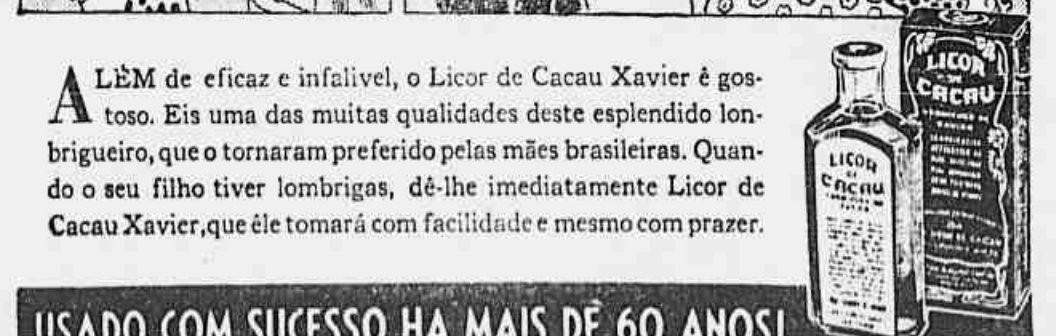 ALÈM de eficaz e infalivel, o Licor de Cacau Xavier ê gos-
toso. Eis uma das muitas qualidades deste esplendido lon-
brigueiro, que o tornaram preferido pelas mães brasileiras. Quan-
do o seu filho tiver lombrigas, dê-lhe imediatamente Licor de
Cacau Xavier, que êle tomará com facilidade e mesmo com prazer.
LICOR
DE
CACAU
LICOR
CACAU
USADO COM SUCESSO HA MAIS DÊ 60 ANOS!